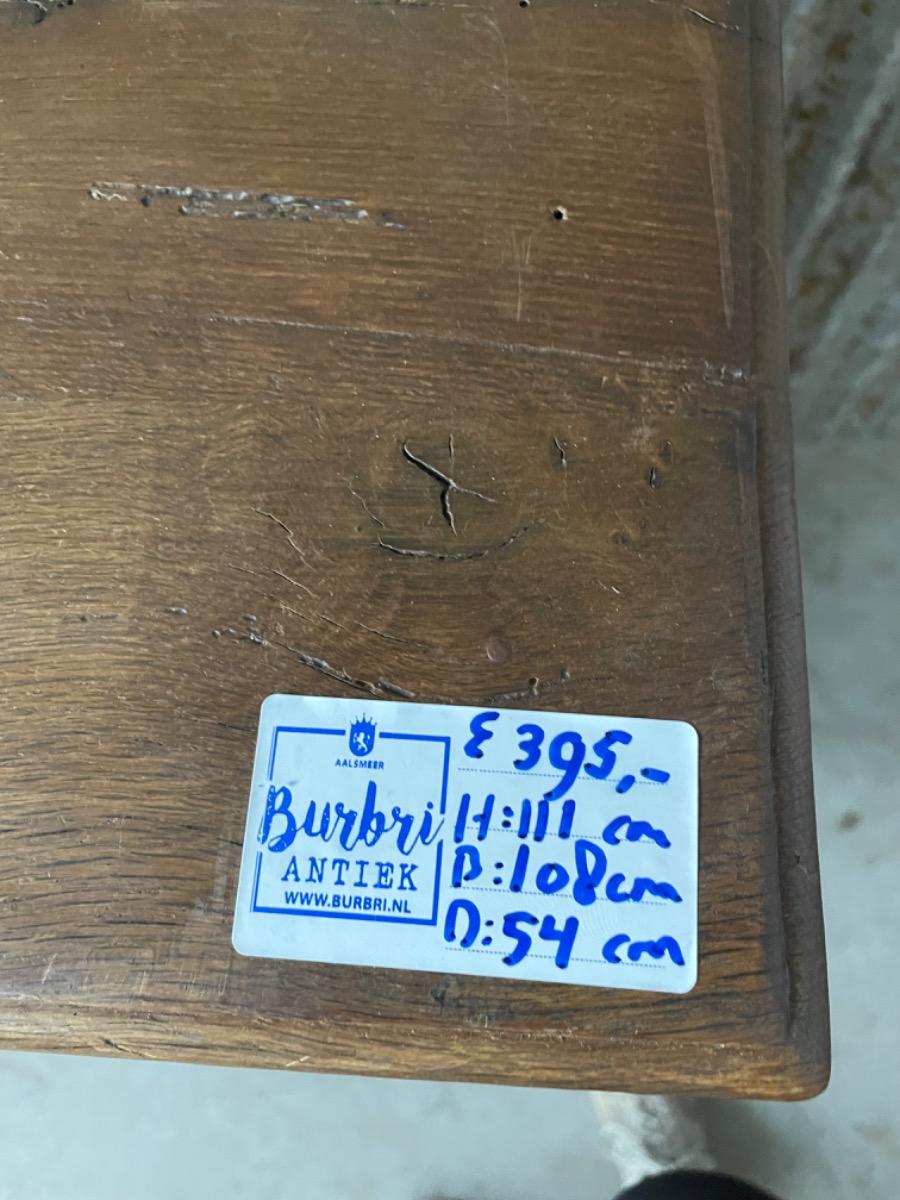 AALSMEER
Burbri
ANTIEK
WWW.BURBRI.NL
€ 395,-
H:111 cm
B:108cm
D:54 cm